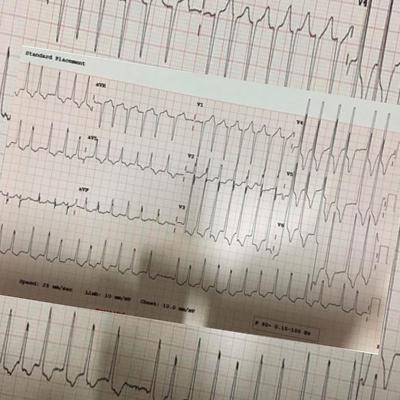 V4
Standard Placement
aVR
V1
V4
aVL
V2
V5
aVF
V3
V6
Speed: 25 mm/sec Limb: 10 mm/mV Chest: 10.0 mm/mV
F 60~ 0.15-100 Hz